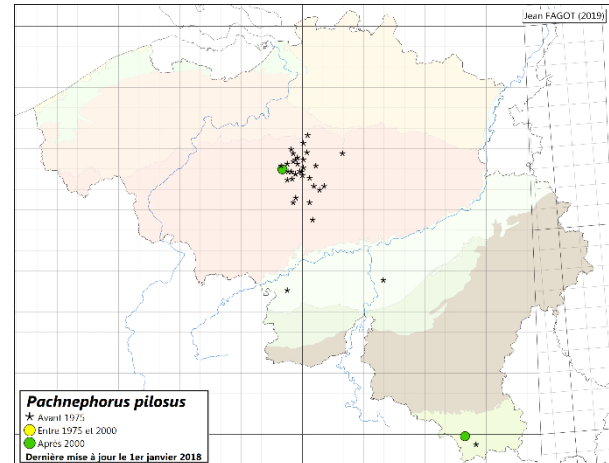 Jean FAGOT (2019)
Pachnephorus pilosus
Avant 1975
Entre 1975 et 2000
Après 2000
Dernière mise à jour le 1er janvier 2018